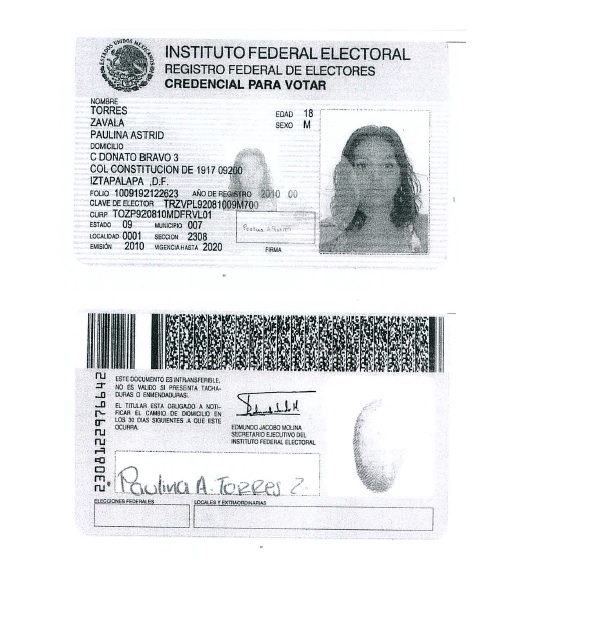 ESTADOS UNIDOS MEXICANOS
INSTITUTO FEDERAL ELECTORAL
REGISTRO FEDERAL DE ELECTORES
CREDENCIAL PARA VOTAR
NOMBRE
TORRES
ZAVALA
PAULINA ASTRID
EDAD 18
SEXO M
DOMICILIO
C DONATO BRAVO 3
COL CONSTITUCION DE 1917 09200
IZTAPALAPA ,D.F.
FOLIO 1009192122623 AÑO DE REGISTRO 2010 00
CLAVE DE ELECTOR TRZVPL92081009M700
CURP TOZP920810MDFRVL01
ESTADO 09 MUNICIPIO 007
LOCALIDAD 0001 SECCION 2308
EMISIÓN 2010 VIGENCIA HASTA 2020
FIRMA
ESTE DOCUMENTO ES INTRANSFERIBLE,
NO ES VALIDO SI PRESENTA TACHA-
DURAS O ENMENDADURAS.
EL TITULAR ESTA OBLIGADO A NOTI-
FICAR EL CAMBIO DE DOMICILIO EN
LOS 30 DIAS SIGUIENTES A QUE ESTE
OCURRA.
EDMUNDO JACOBO MOLINA
SECRETARIO EJECUTIVO DEL
INSTITUTO FEDERAL ELECTORAL
2308122976642
Paulina A. Torres Z.
ELECCIONES FEDERALES
LOCALES Y EXTRAORDINARIAS